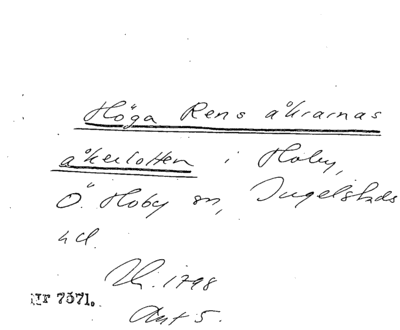 Höga Rens åkrarnas
åkerlotten i Hoby,
Ö. Hoby sn, Ingelstads
hd.
1798
Akt 5.
Nr 7571.